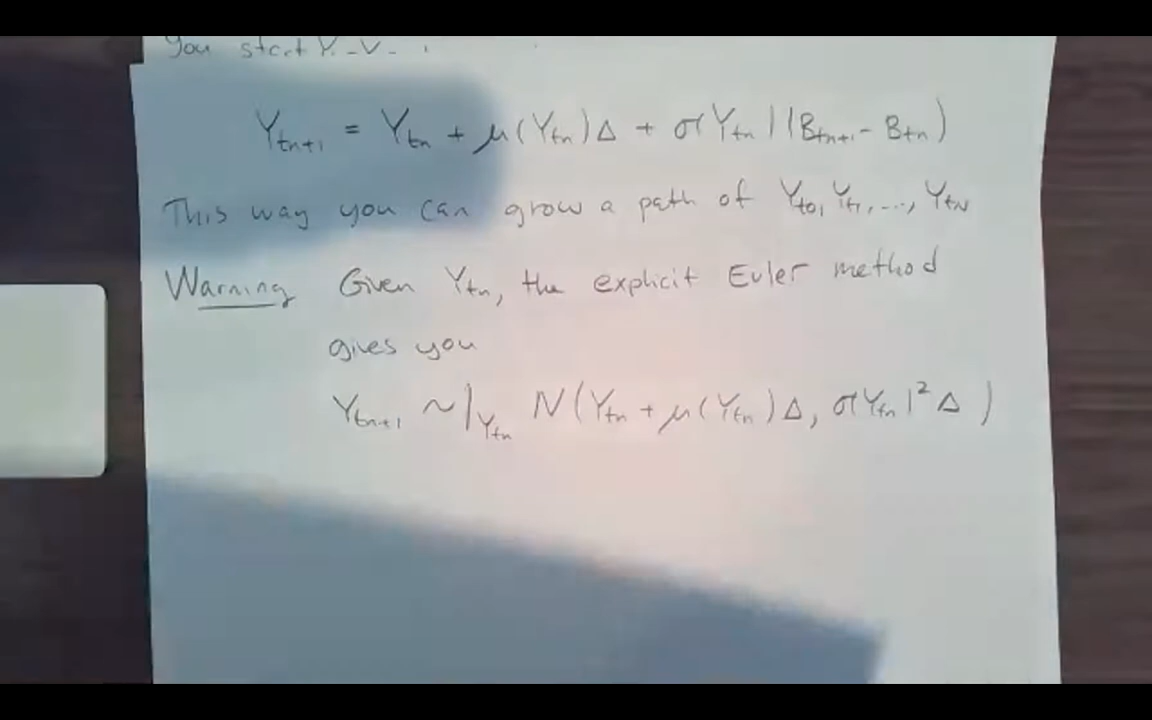 You start
Y_{t_{n+1}} = Y_{t_n} + μ(Y_{t_n})Δ + σ(Y_{t_n})(B_{t_{n+1}} - B_{t_n})
This way you can grow a path of Y_{t_0}, Y_{t_1}, ..., Y_{t_N}
Warning Given Y_{t_n}, the explicit Euler method
gives you
Y_{t_{n+1}} ~|_{Y_{t_n}} N(Y_{t_n} + μ(Y_{t_n})Δ, σ(Y_{t_n})² Δ)